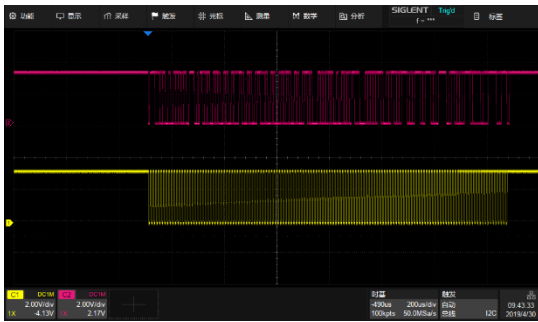 功能 显示 采样 触发 光标 测量 数学 分析 SIGLENT Trig'd 标签
f = ***
C1 DC1M C2 DC1M 时基 触发
2.00V/div 2.00V/div -490us 200us/div 自动 09:43:33
1X -4.13V 1X 2.17V 100kpts 50.0MSa/s 总线 I2C 2019/4/30